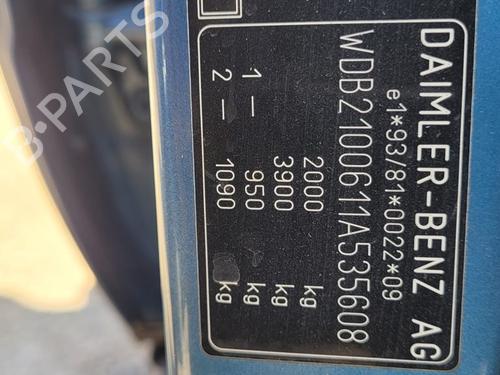 DAIMLER-BENZ AG
e1*93/81*0022*09
WDB2100611A535608
2000 kg
3900 kg
1— 950 kg
2— 1090 kg
B-PARTS